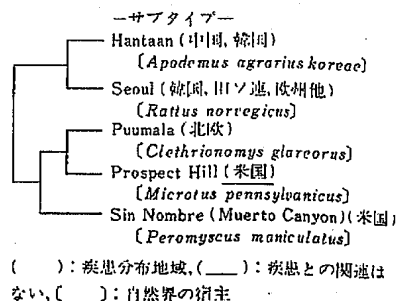 —サブタイプ—
Hantaan (中国, 韓国)
〔Apodemus agrarius koreae〕
Seoul (韓国, 旧ソ連, 欧州他)
〔Rattus norvegicus〕
Puumala (北欧)
〔Clethrionomys glareorus〕
Prospect Hill (米国)
〔Microtus pennsylvanicus〕
Sin Nombre (Muerto Canyon)(米国)
〔Peromyscus maniculatus〕
(　　): 疾患分布地域, (＿＿): 疾患との関連は
ない, 〔　　〕: 自然界の宿主